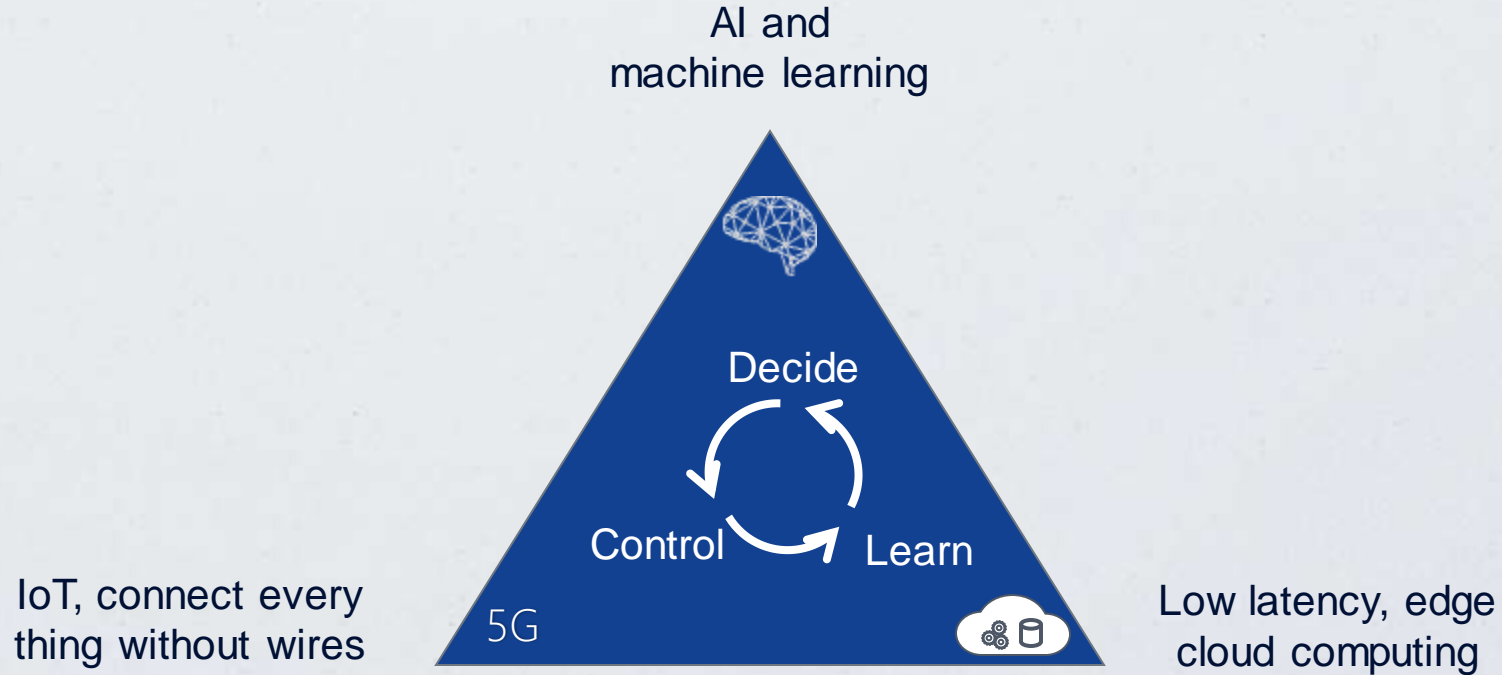 AI and
machine learning
Decide
Control
Learn
IoT, connect every
thing without wires
5G
Low latency, edge
cloud computing